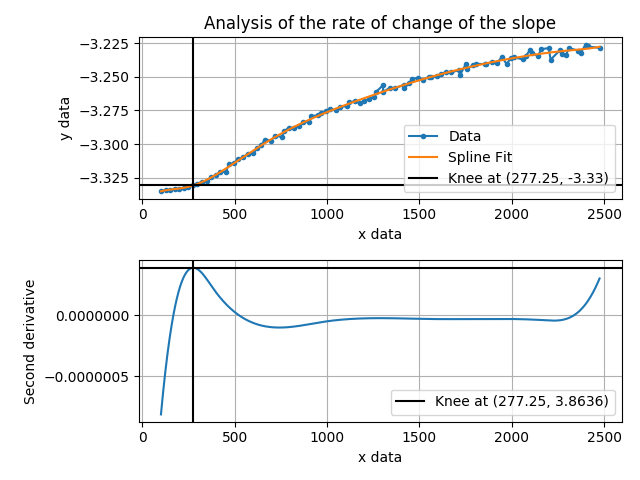 Analysis of the rate of change of the slope
−3.225
−3.250
−3.275
−3.300
−3.325
y data
Data
Spline Fit
Knee at (277.25, -3.33)
0 500 1000 1500 2000 2500
x data
0.0000000
−0.0000005
Second derivative
Knee at (277.25, 3.8636)
0 500 1000 1500 2000 2500
x data